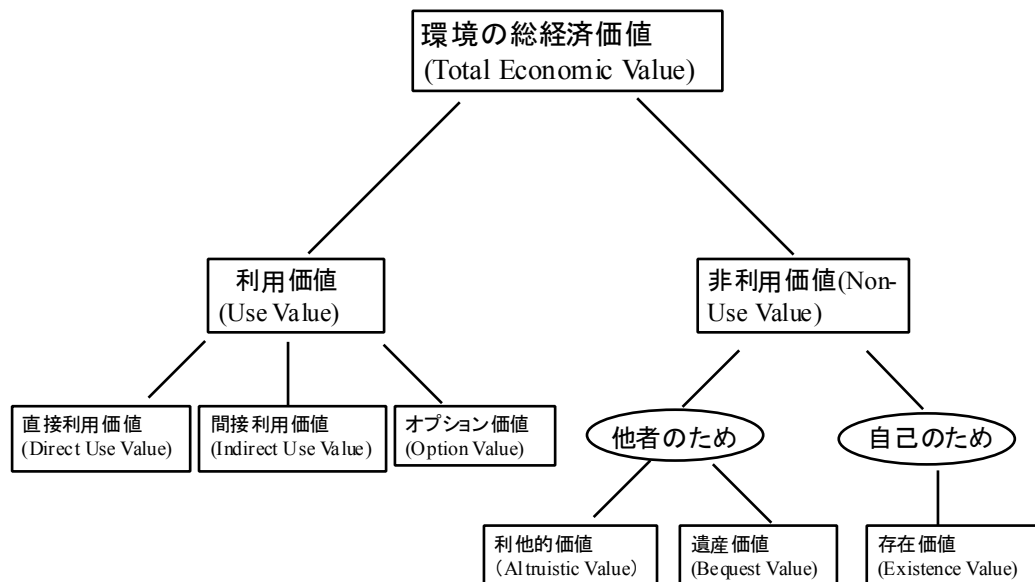 環境の総経済価値
(Total Economic Value)
利用価値
(Use Value)
非利用価値(Non-
Use Value)
直接利用価値
(Direct Use Value)
間接利用価値
(Indirect Use Value)
オプション価値
(Option Value)
他者のため
自己のため
利他的価値
(Altruistic Value)
遺産価値
(Bequest Value)
存在価値
(Existence Value)